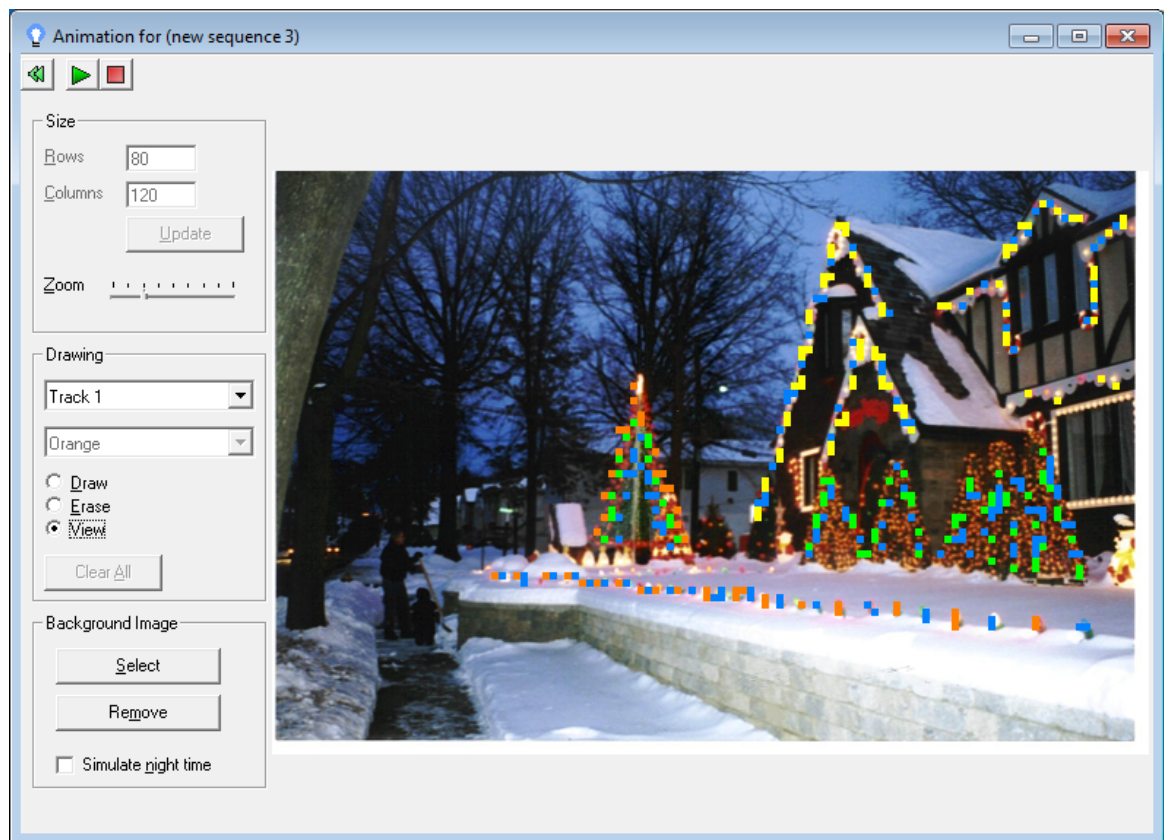 Animation for (new sequence 3)
Size
Rows 80
Columns 120
Update
Zoom
Drawing
Track 1
Orange
Draw
Erase
View
Clear All
Background Image
Select
Remove
Simulate night time